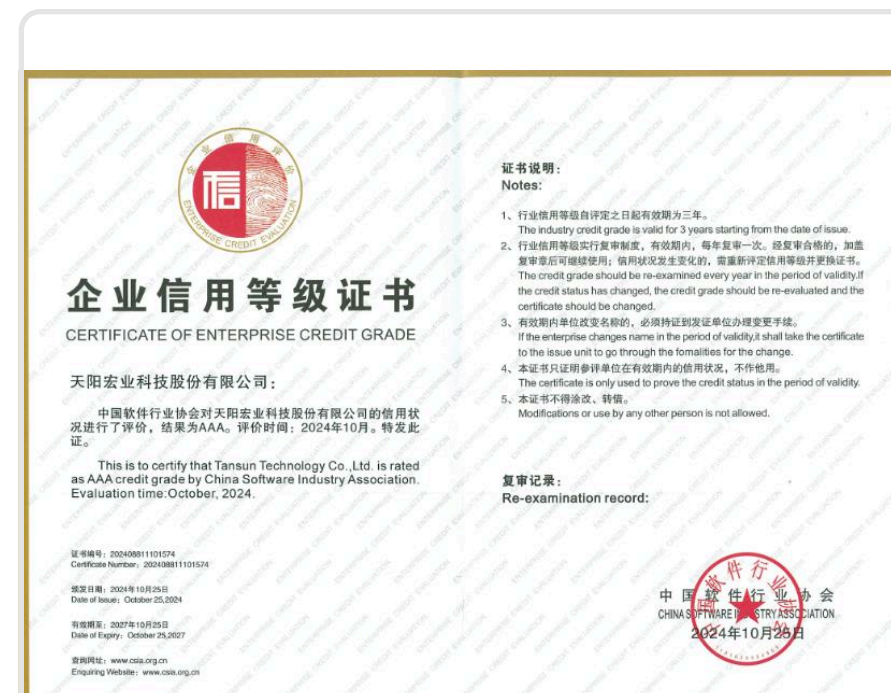 企业信用评价
信
ENTERPRISE CREDIT EVALUATION
企业信用等级证书
CERTIFICATE OF ENTERPRISE CREDIT GRADE
天阳宏业科技股份有限公司：
中国软件行业协会对天阳宏业科技股份有限公司的信用状
况进行了评价，结果为AAA。评价时间：2024年10月。特发此
证。
This is to certify that Tansun Technology Co.,Ltd. is rated
as AAA credit grade by China Software Industry Association.
Evaluation time:October, 2024.
证书编号：202408811101574
Certificate Number：202408811101574
颁发日期：2024年10月25日
Date of Issue：October 25,2024
有效期至：2027年10月25日
Date of Expiry：October 25,2027
查询网址：www.csia.org.cn
Enquiring Website：www.csia.org.cn
证书说明：
Notes:
1、行业信用等级自评定之日起有效期为三年。
The industry credit grade is valid for 3 years starting from the date of issue.
2、行业信用等级实行复审制度，有效期内，每年复审一次。经复审合格的，加盖
复审章后可继续使用；信用状况发生变化的，需重新评定信用等级并更换证书。
The credit grade should be re-examined every year in the period of validity.If
the credit status has changed, the credit grade should be re-evaluated and the
certificate should be changed.
3、有效期内单位改变名称的，必须持证到发证单位办理变更手续。
If the enterprise changes name in the period of validity,it shall take the certificate
to the issue unit to go through the fomalities for the change.
4、本证书只证明参评单位在有效期内的信用状况，不作他用。
The certificate is only used to prove the credit status in the period of validity.
5、本证书不得涂改、转借。
Modifications or use by any other person is not allowed.
复审记录：
Re-examination record:
中国软件行业协会
CHINA SOFTWARE INDUSTRY ASSOCIATION
2024年10月25日
中国软件行业协会